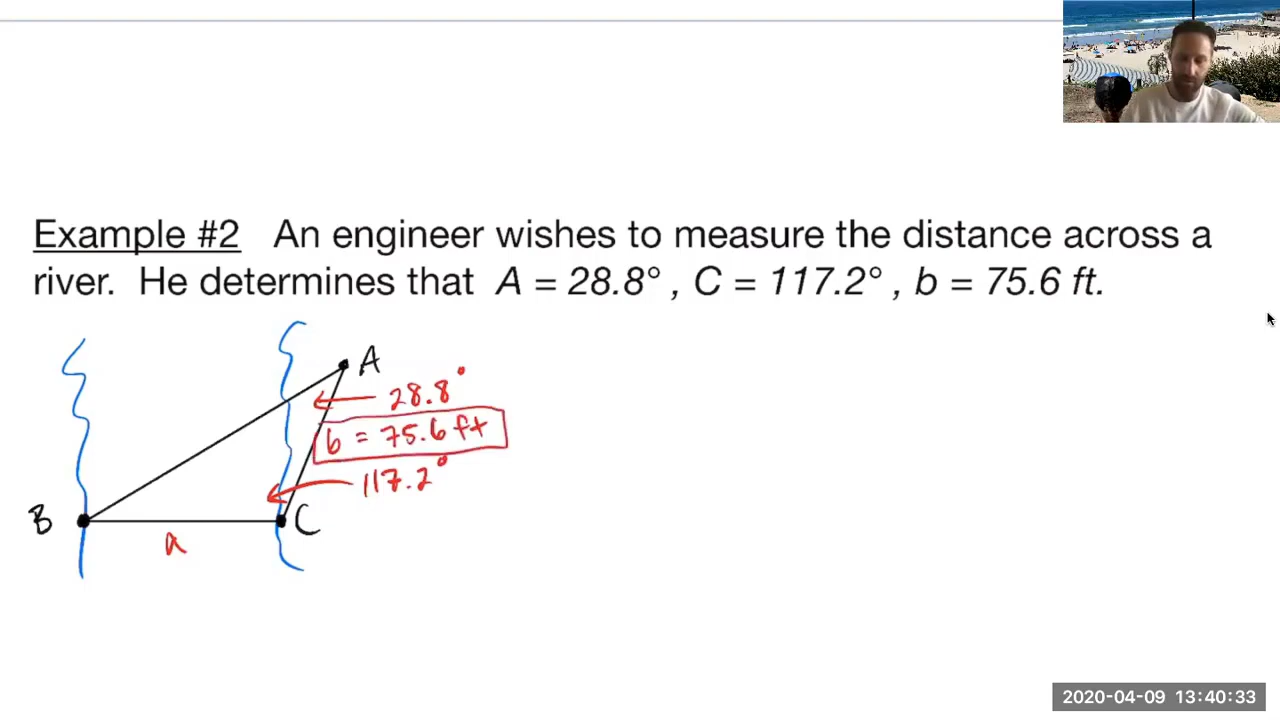 Example #2 An engineer wishes to measure the distance across a
river. He determines that A = 28.8° , C = 117.2° , b = 75.6 ft.
A
28.8°
b = 75.6 ft
117.2°
B
C
a
2020-04-09 13:40:33